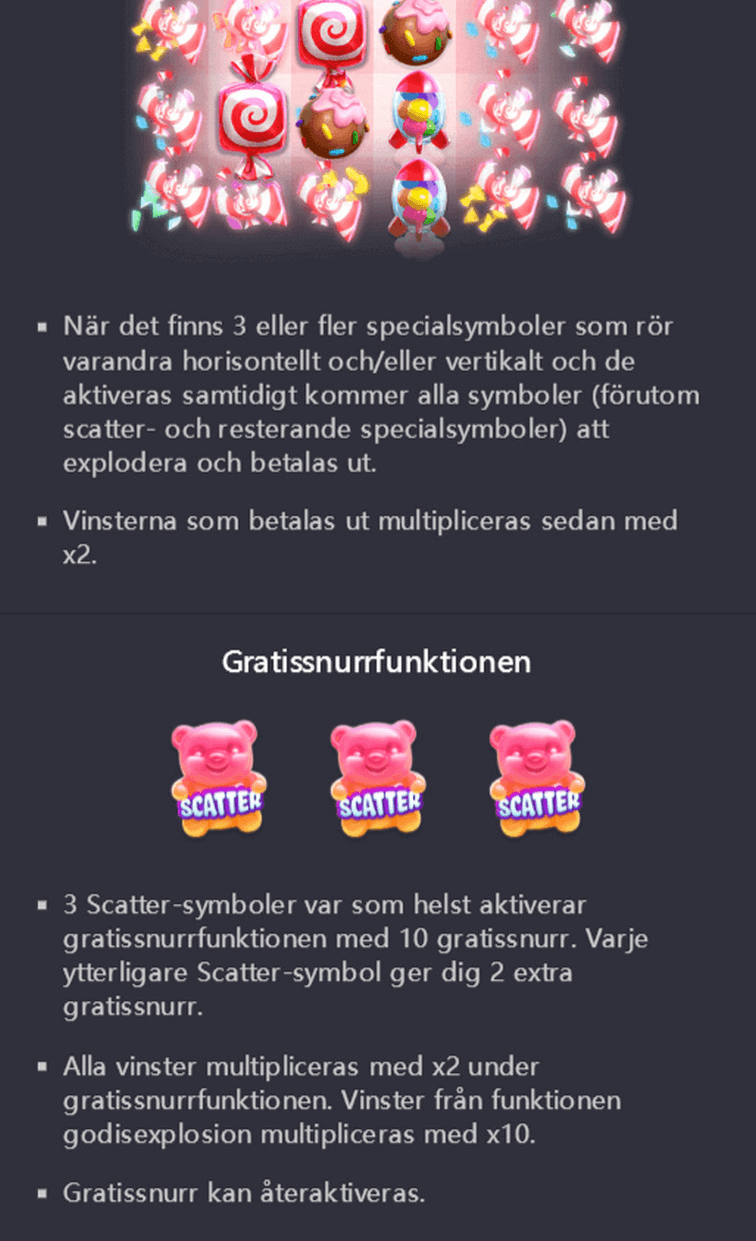 När det finns 3 eller fler specialsymboler som rör
varandra horisontellt och/eller vertikalt och de
aktiveras samtidigt kommer alla symboler (förutom
scatter- och resterande specialsymboler) att
explodera och betalas ut.
Vinsterna som betalas ut multipliceras sedan med
x2.
Gratissnurrfunktionen
SCATTER SCATTER SCATTER
3 Scatter-symboler var som helst aktiverar
gratissnurrfunktionen med 10 gratissnurr. Varje
ytterligare Scatter-symbol ger dig 2 extra
gratissnurr.
Alla vinster multipliceras med x2 under
gratissnurrfunktionen. Vinster från funktionen
godisexplosion multipliceras med x10.
Gratissnurr kan återaktiveras.